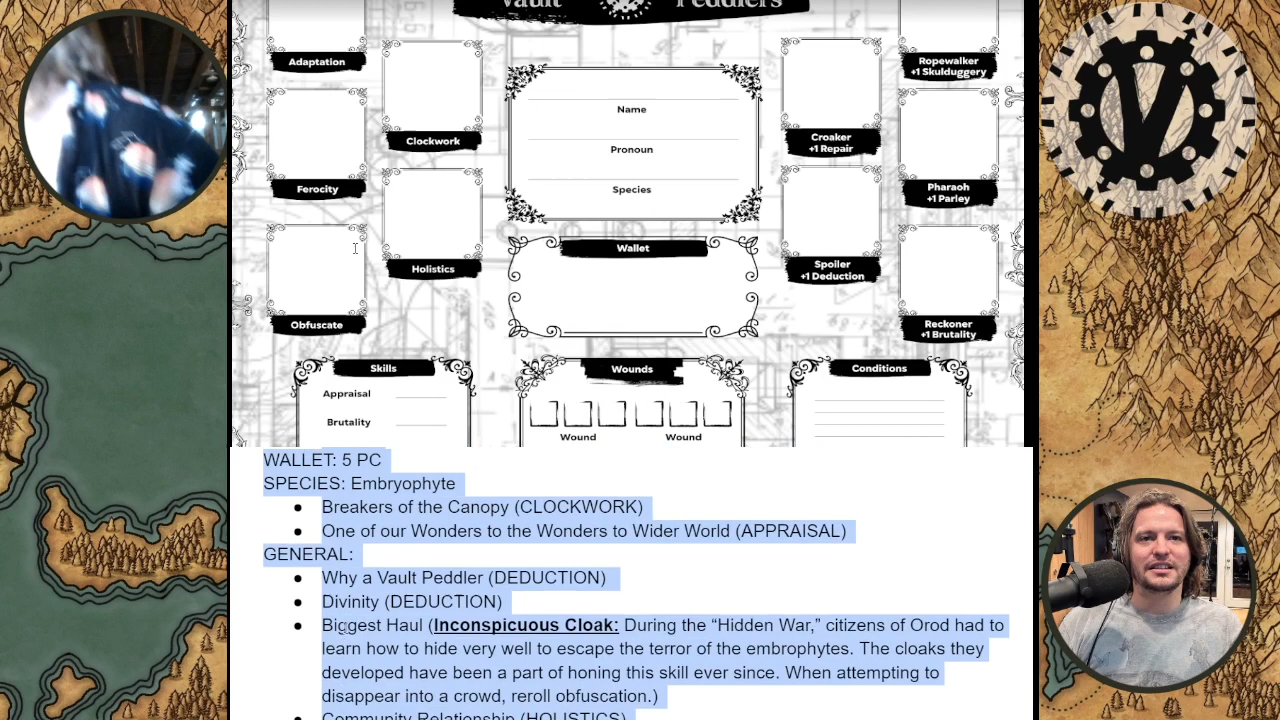 Vault Peddlers
Adaptation
Clockwork
Ferocity
Holistics
Obfuscate
Name
Pronoun
Species
Wallet
Ropewalker
+1 Skulduggery
Croaker
+1 Repair
Pharaoh
+1 Parley
Spoiler
+1 Deduction
Reckoner
+1 Brutality
Skills
Appraisal
Brutality
Wounds
Wound Wound
Conditions
WALLET: 5 PC
SPECIES: Embryophyte
● Breakers of the Canopy (CLOCKWORK)
● One of our Wonders to the Wonders to Wider World (APPRAISAL)
GENERAL:
● Why a Vault Peddler (DEDUCTION)
● Divinity (DEDUCTION)
● Biggest Haul (Inconspicuous Cloak: During the “Hidden War,” citizens of Orod had to
learn how to hide very well to escape the terror of the embrophytes. The cloaks they
developed have been a part of honing this skill ever since. When attempting to
disappear into a crowd, reroll obfuscation.)
● Community Relationship (HOLISTICS)
V